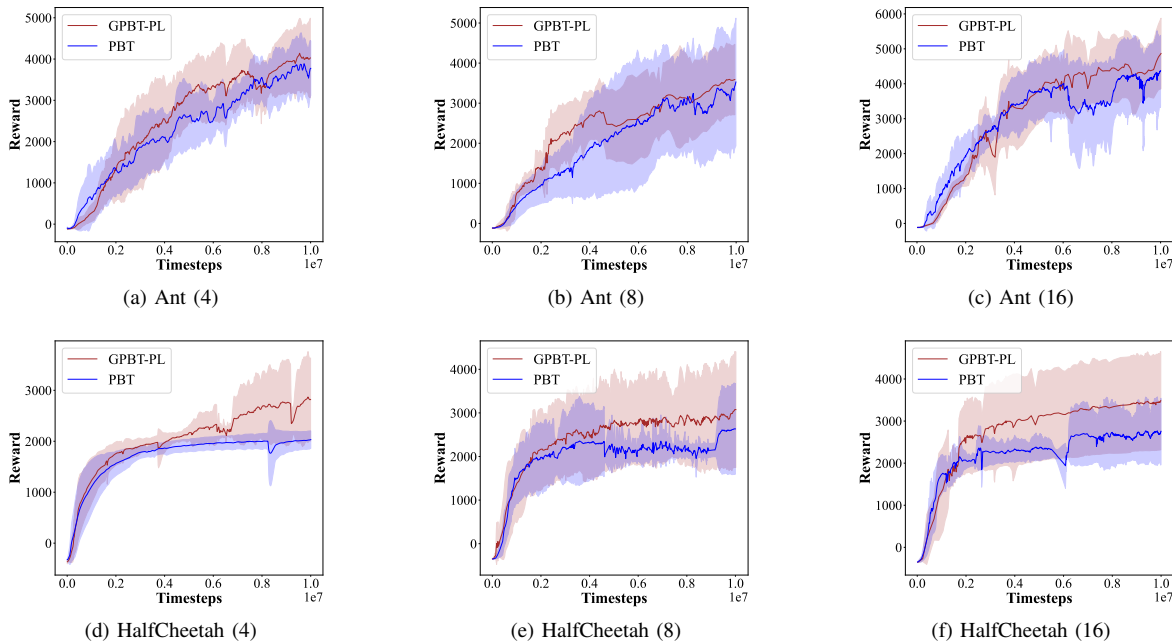 5000
4000
3000
2000
1000
0
Reward
GPBT-PL
PBT
0.0 0.2 0.4 0.6 0.8 1.0
1e7
Timesteps
(a) Ant (4)
5000
4000
3000
2000
1000
0
Reward
GPBT-PL
PBT
0.0 0.2 0.4 0.6 0.8 1.0
1e7
Timesteps
(b) Ant (8)
6000
5000
4000
3000
2000
1000
0
Reward
GPBT-PL
PBT
0.0 0.2 0.4 0.6 0.8 1.0
1e7
Timesteps
(c) Ant (16)
3000
2000
1000
0
Reward
GPBT-PL
PBT
0.0 0.2 0.4 0.6 0.8 1.0
1e7
Timesteps
(d) HalfCheetah (4)
4000
3000
2000
1000
0
Reward
GPBT-PL
PBT
0.0 0.2 0.4 0.6 0.8 1.0
1e7
Timesteps
(e) HalfCheetah (8)
4000
3000
2000
1000
0
Reward
GPBT-PL
PBT
0.0 0.2 0.4 0.6 0.8 1.0
1e7
Timesteps
(f) HalfCheetah (16)